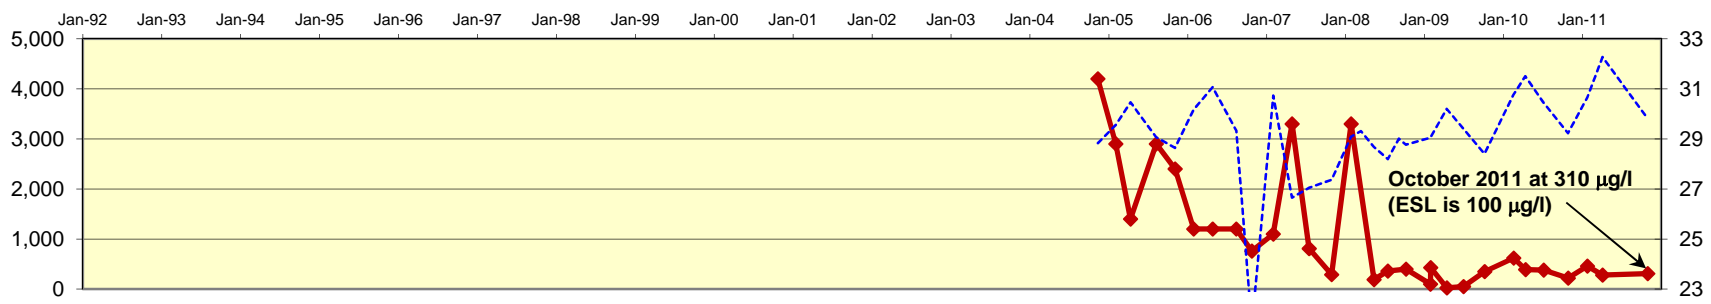 Jan-92 Jan-93 Jan-94 Jan-95 Jan-96 Jan-97 Jan-98 Jan-99 Jan-00 Jan-01 Jan-02 Jan-03 Jan-04 Jan-05 Jan-06 Jan-07 Jan-08 Jan-09 Jan-10 Jan-11
5,000 33
4,000 31
3,000 29
October 2011 at 310 µg/l
2,000 27
(ESL is 100 µg/l)
1,000 25
0 23